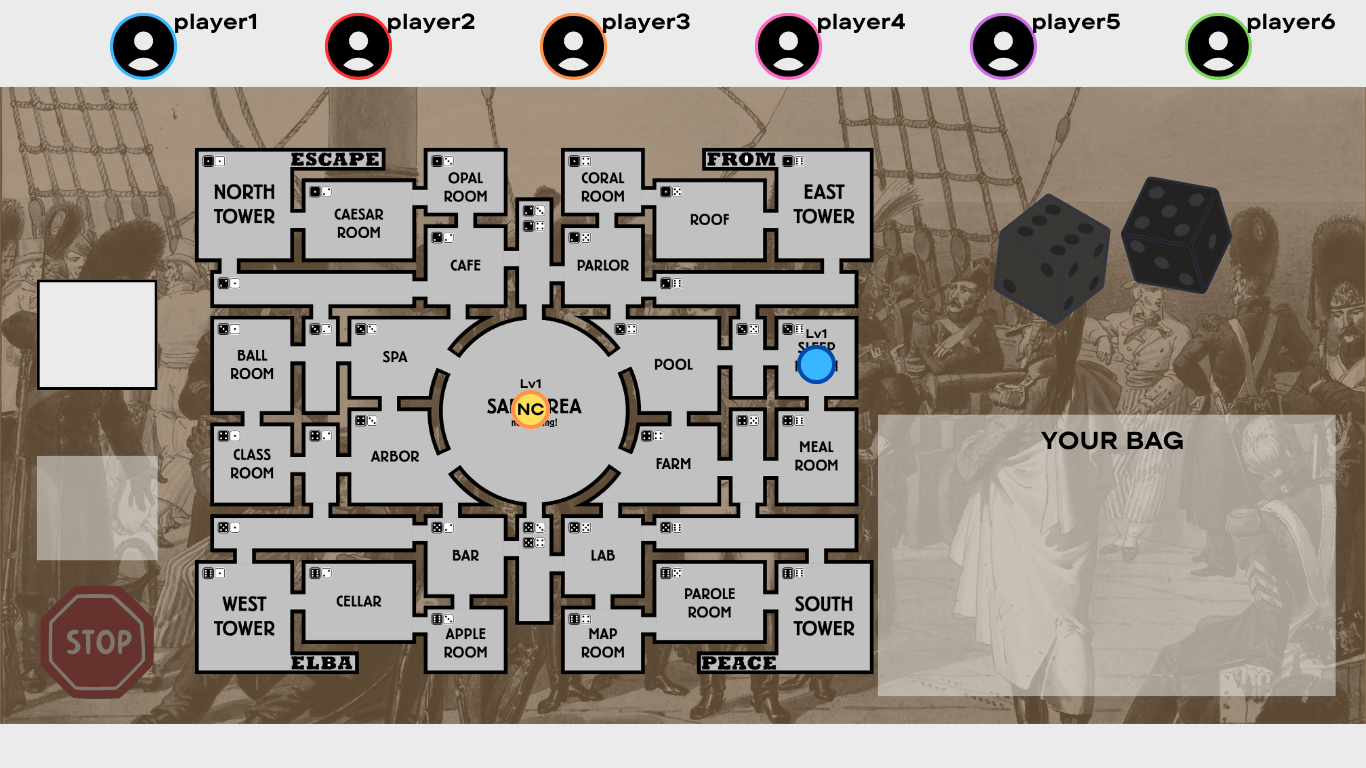 player1
player2
player3
player4
player5
player6
ESCAPE
FROM
NORTH
TOWER
CAESAR
ROOM
OPAL
ROOM
CORAL
ROOM
ROOF
EAST
TOWER
CAFE
PARLOR
BALL
ROOM
SPA
POOL
Lv1
Lv1
NC
CLASS
ROOM
ARBOR
FARM
MEAL
ROOM
YOUR BAG
BAR
LAB
WEST
TOWER
CELLAR
APPLE
ROOM
MAP
ROOM
PAROLE
ROOM
SOUTH
TOWER
STOP
ELBA
PEACE